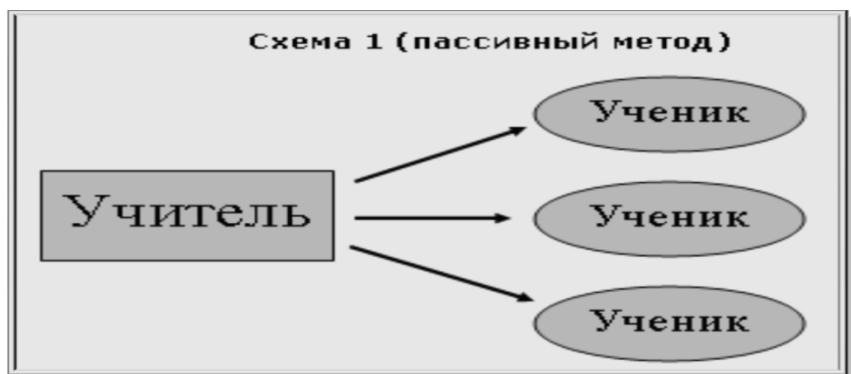 Схема 1 (пассивный метод)
Ученик
Учитель
Ученик
Ученик